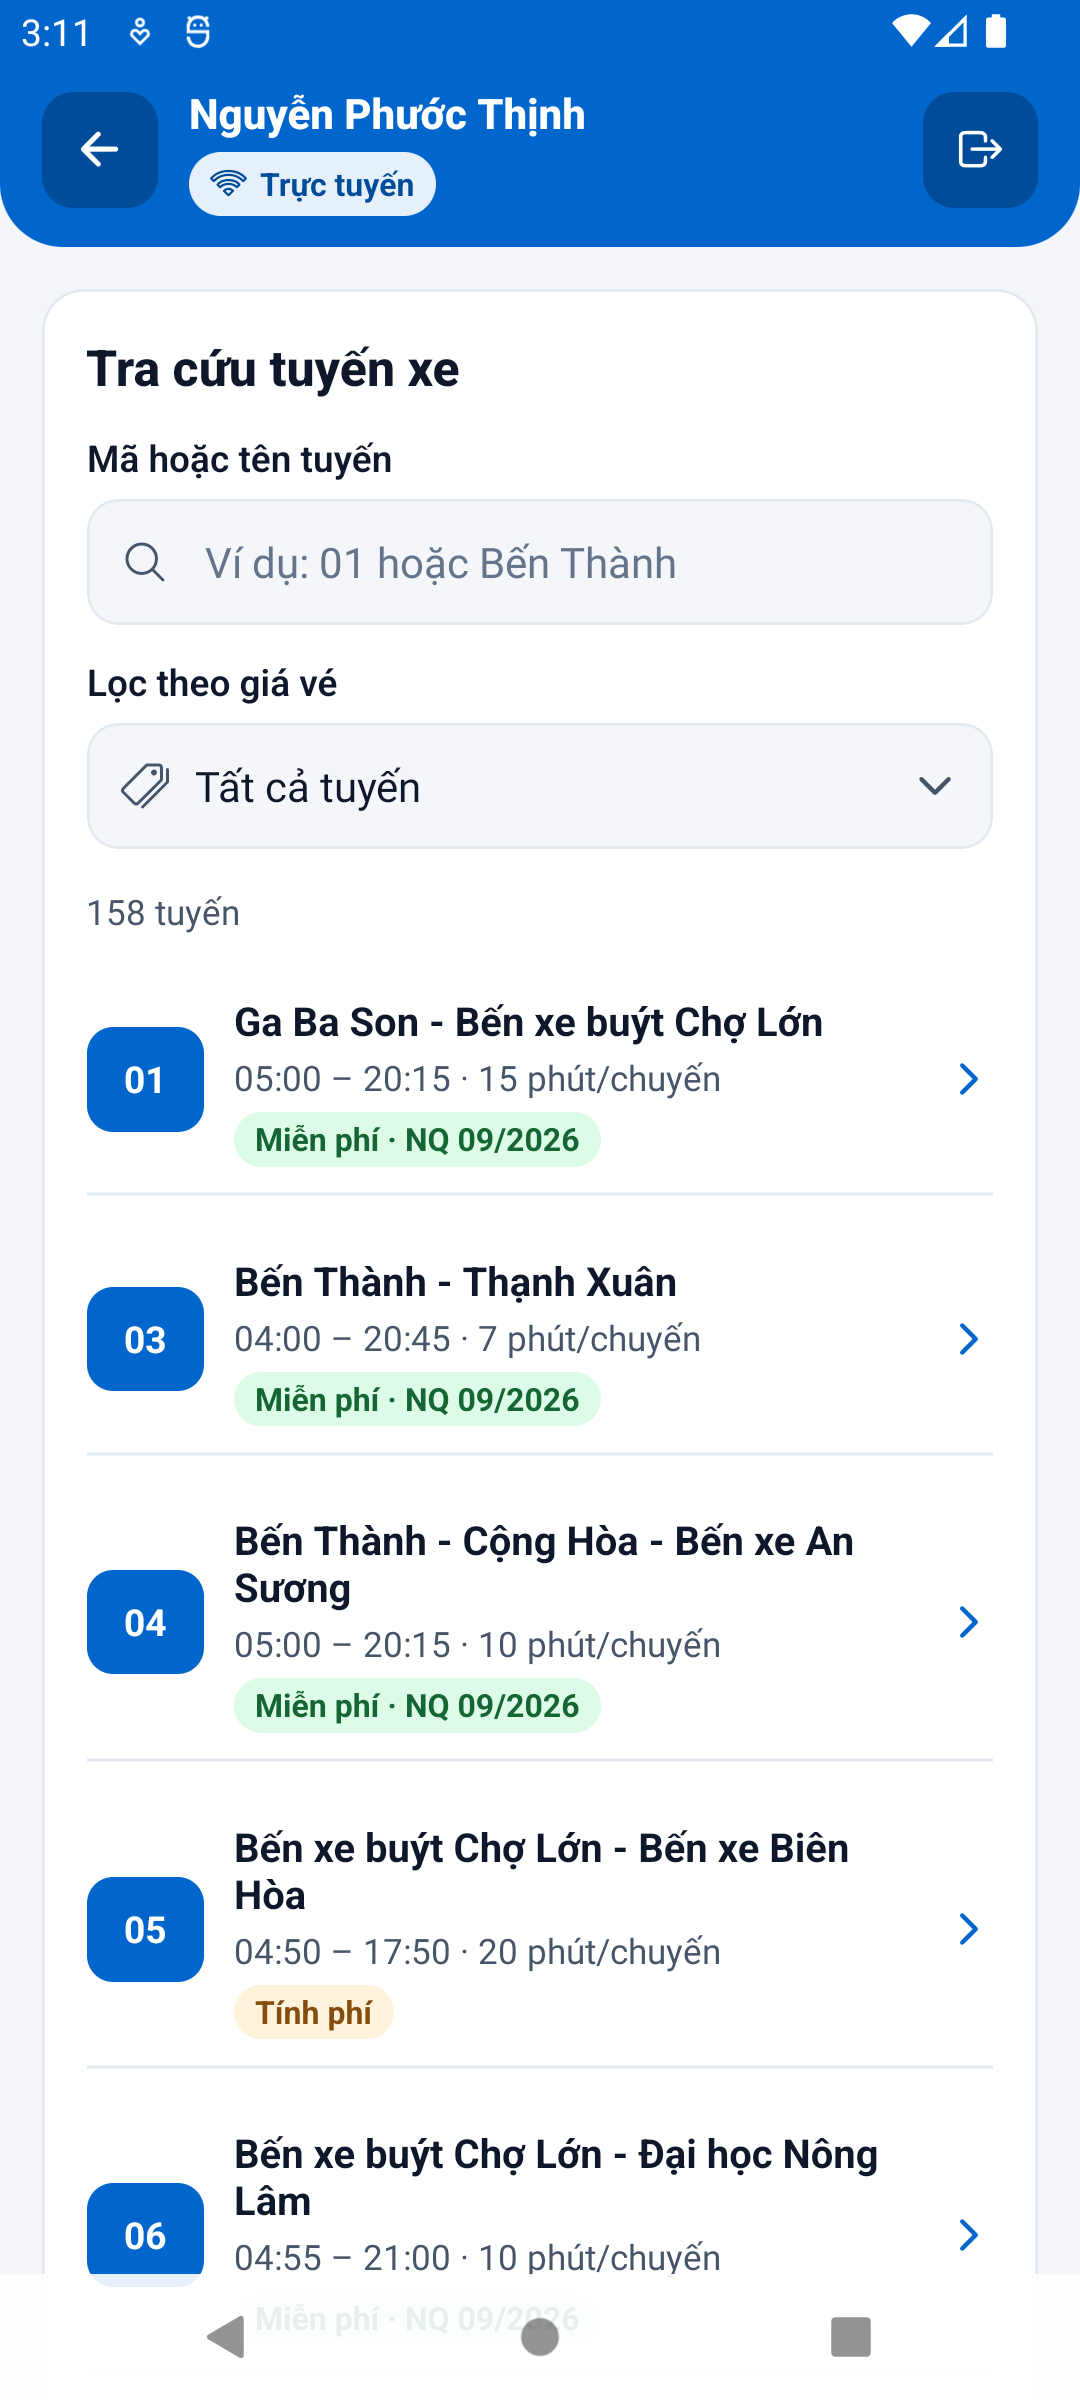 3:11
Nguyễn Phước Thịnh
Trực tuyến
Tra cứu tuyến xe
Mã hoặc tên tuyến
Ví dụ: 01 hoặc Bến Thành
Lọc theo giá vé
Tất cả tuyến
158 tuyến
01
Ga Ba Son - Bến xe buýt Chợ Lớn
05:00 – 20:15 · 15 phút/chuyến
Miễn phí · NQ 09/2026
03
Bến Thành - Thạnh Xuân
04:00 – 20:45 · 7 phút/chuyến
Miễn phí · NQ 09/2026
04
Bến Thành - Cộng Hòa - Bến xe An
Sương
05:00 – 20:15 · 10 phút/chuyến
Miễn phí · NQ 09/2026
05
Bến xe buýt Chợ Lớn - Bến xe Biên
Hòa
04:50 – 17:50 · 20 phút/chuyến
Tính phí
06
Bến xe buýt Chợ Lớn - Đại học Nông
Lâm
04:55 – 21:00 · 10 phút/chuyến
Miễn phí · NQ 09/2026